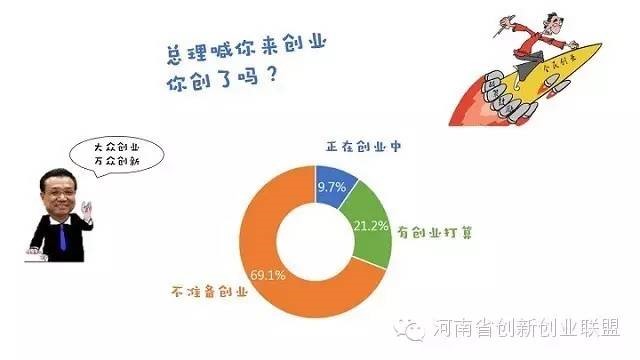 总理喊你来创业
你创了吗？
全民创业
大众创业
万众创新
正在创业中
9.7%
21.2%
有创业打算
69.1%
不准备创业
河南省创新创业联盟